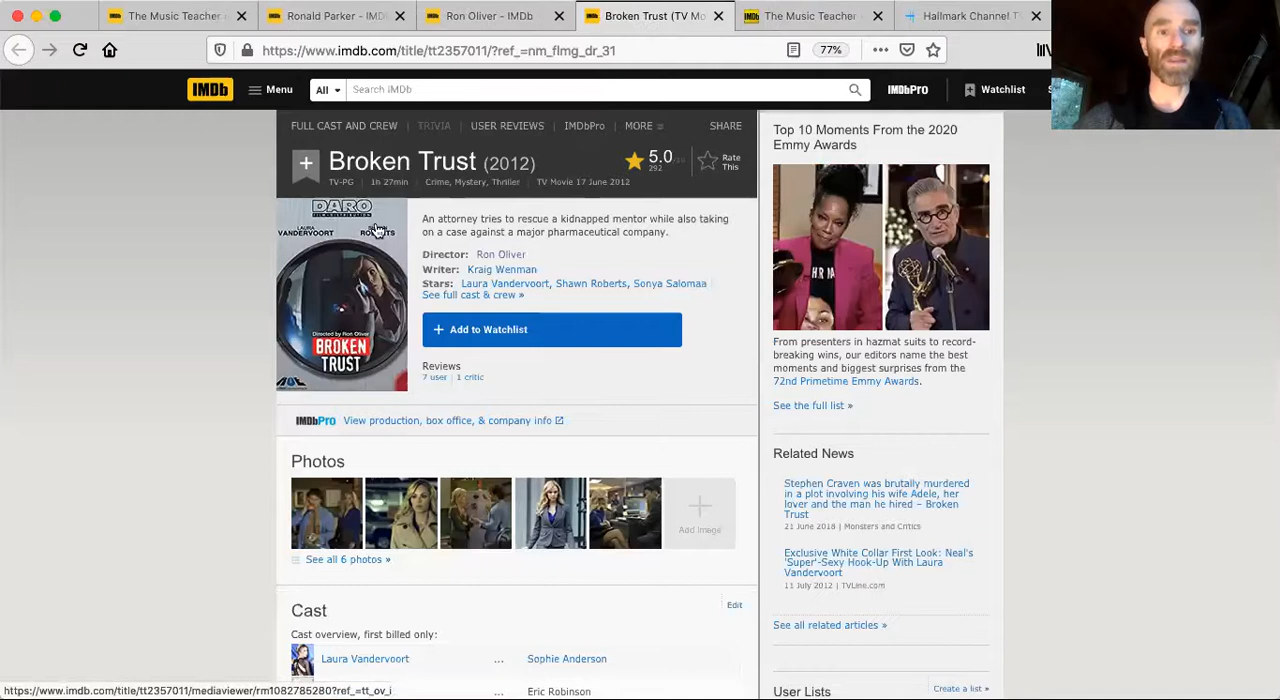 The Music Teacher
Ronald Parker - IMD
Ron Oliver - IMDb
Broken Trust (TV Mo
The Music Teacher
Hallmark Channel T
https://www.imdb.com/title/tt2357011/?ref_=nm_flmg_dr_31
77%
IMDb
Menu
All
Search IMDb
IMDbPro
Watchlist
FULL CAST AND CREW
TRIVIA
USER REVIEWS
IMDbPro
MORE
SHARE
Broken Trust (2012)
5.0/10
292
Rate
This
TV-PG | 1h 27min | Crime, Mystery, Thriller | TV Movie 17 June 2012
DARO
LAURA
VANDERVOORT
Directed by Ron Oliver
BROKEN
TRUST
An attorney tries to rescue a kidnapped mentor while also taking
on a case against a major pharmaceutical company.
Director: Ron Oliver
Writer: Kraig Wenman
Stars: Laura Vandervoort, Shawn Roberts, Sonya Salomaa
See full cast & crew »
+ Add to Watchlist
Reviews
7 user | 1 critic
IMDbPro View production, box office, & company info
Photos
Add Image
See all 6 photos »
Cast
Edit
Cast overview, first billed only:
Laura Vandervoort ... Sophie Anderson
... Eric Robinson
https://www.imdb.com/title/tt2357011/mediaviewer/rm1082785280?ref_=tt_ov_i
Top 10 Moments From the 2020
Emmy Awards
From presenters in hazmat suits to record-
breaking wins, our editors name the best
moments and biggest surprises from the
72nd Primetime Emmy Awards.
See the full list »
Related News
Stephen Craven was brutally murdered
in a plot involving his wife Adele, her
lover and the man he hired – Broken
Trust
21 June 2018 | Monsters and Critics
Exclusive White Collar First Look: Neal's
'Super'-Sexy Hook-Up With Laura
Vandervoort
11 July 2012 | TVLine.com
See all related articles »
User Lists
Create a list »